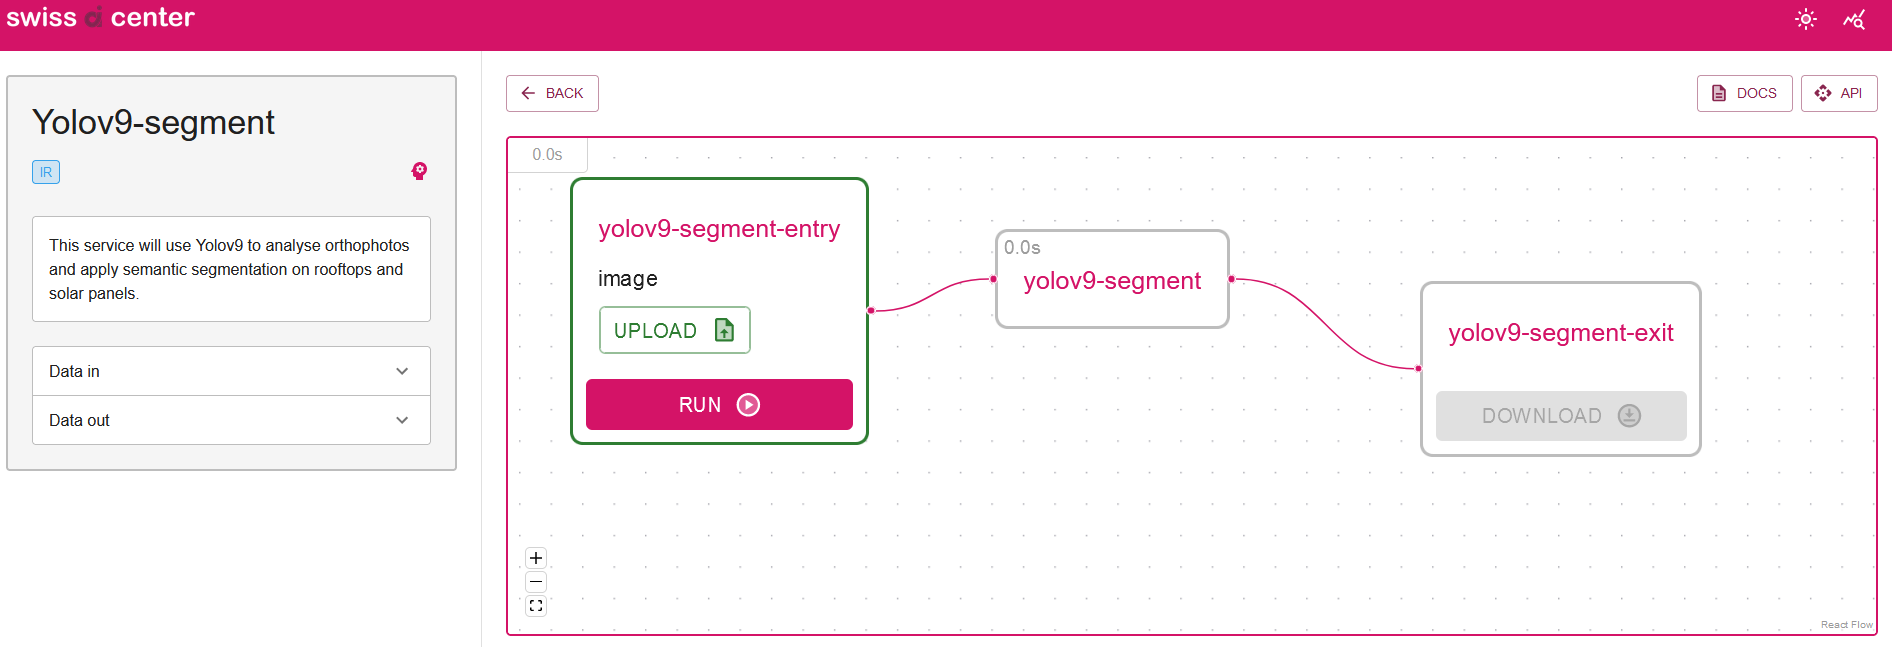 swiss ai center
Yolov9-segment
IR
This service will use Yolov9 to analyse orthophotos
and apply semantic segmentation on rooftops and
solar panels.
Data in
Data out
BACK
DOCS
API
0.0s
yolov9-segment-entry
image
UPLOAD
RUN
0.0s
yolov9-segment
yolov9-segment-exit
DOWNLOAD
React Flow